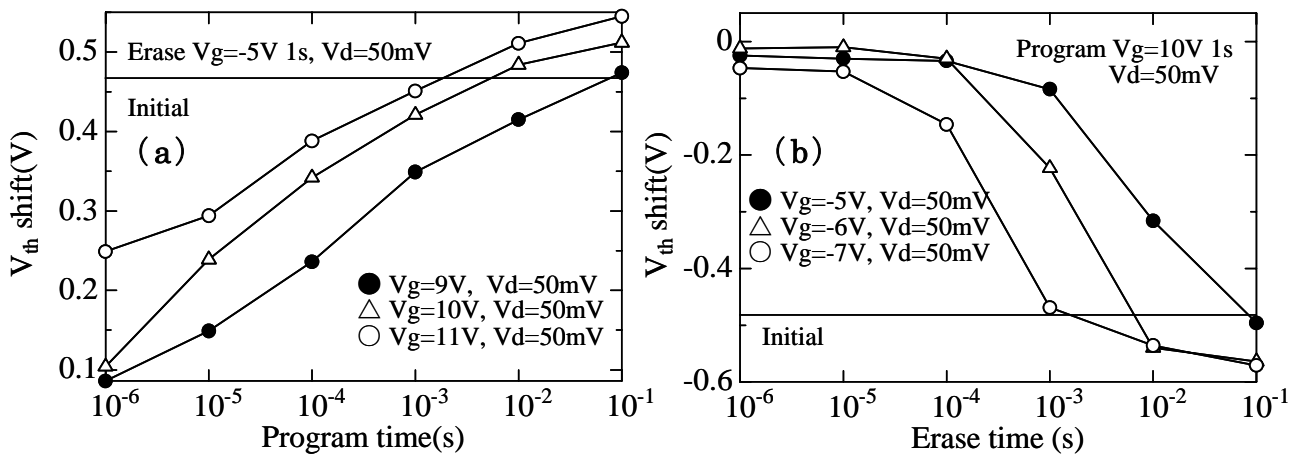 Erase Vg=-5V 1s, Vd=50mV
Initial
(a)
Vg=9V, Vd=50mV
Vg=10V, Vd=50mV
Vg=11V, Vd=50mV
0.5
0.4
0.3
0.2
0.1
V_th shift(V)
10^-6 10^-5 10^-4 10^-3 10^-2 10^-1
Program time(s)
Program Vg=10V 1s
Vd=50mV
(b)
Vg=-5V, Vd=50mV
Vg=-6V, Vd=50mV
Vg=-7V, Vd=50mV
Initial
0
-0.2
-0.4
-0.6
V_th shift(V)
10^-6 10^-5 10^-4 10^-3 10^-2 10^-1
Erase time (s)